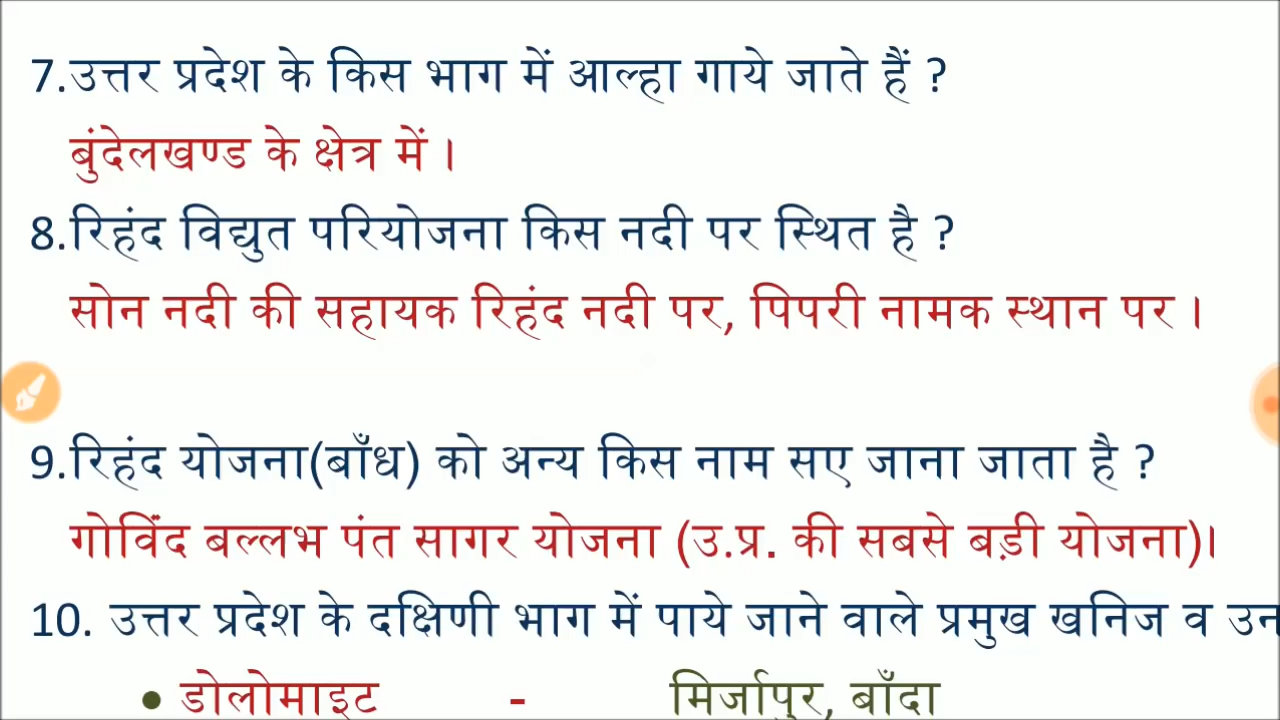 7.उत्तर प्रदेश के किस भाग में आल्हा गाये जाते हैं ?
बुंदेलखण्ड के क्षेत्र में ।
8.रिहंद विद्युत परियोजना किस नदी पर स्थित है ?
सोन नदी की सहायक रिहंद नदी पर, पिपरी नामक स्थान पर ।
9.रिहंद योजना(बाँध) को अन्य किस नाम सए जाना जाता है ?
गोविंद बल्लभ पंत सागर योजना (उ.प्र. की सबसे बड़ी योजना)।
10. उत्तर प्रदेश के दक्षिणी भाग में पाये जाने वाले प्रमुख खनिज व
• डोलोमाइट - मिर्जापुर, बाँदा